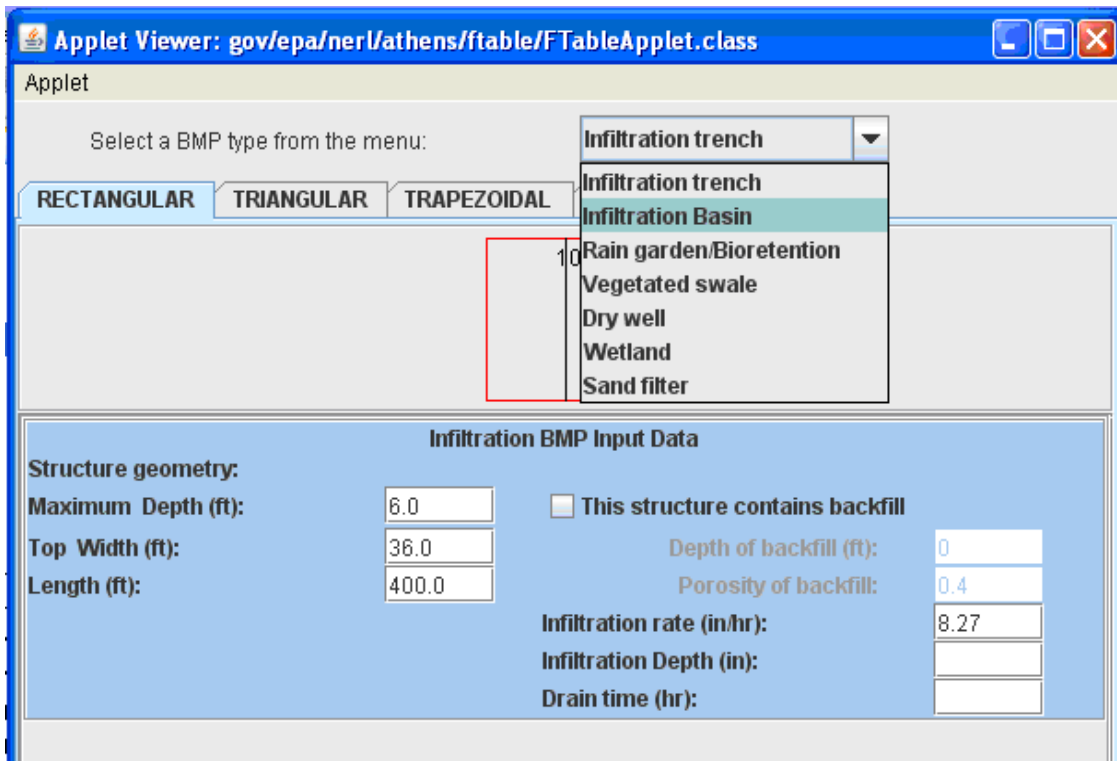 Applet Viewer: gov/epa/nerl/athens/ftable/FTableApplet.class
Applet
Select a BMP type from the menu: Infiltration trench
Infiltration trench
Infiltration Basin
Rain garden/Bioretention
Vegetated swale
Dry well
Wetland
Sand filter
RECTANGULAR TRIANGULAR TRAPEZOIDAL
10
Infiltration BMP Input Data
Structure geometry:
Maximum Depth (ft): 6.0 This structure contains backfill
Top Width (ft): 36.0 Depth of backfill (ft): 0
Length (ft): 400.0 Porosity of backfill: 0.4
Infiltration rate (in/hr): 8.27
Infiltration Depth (in):
Drain time (hr):